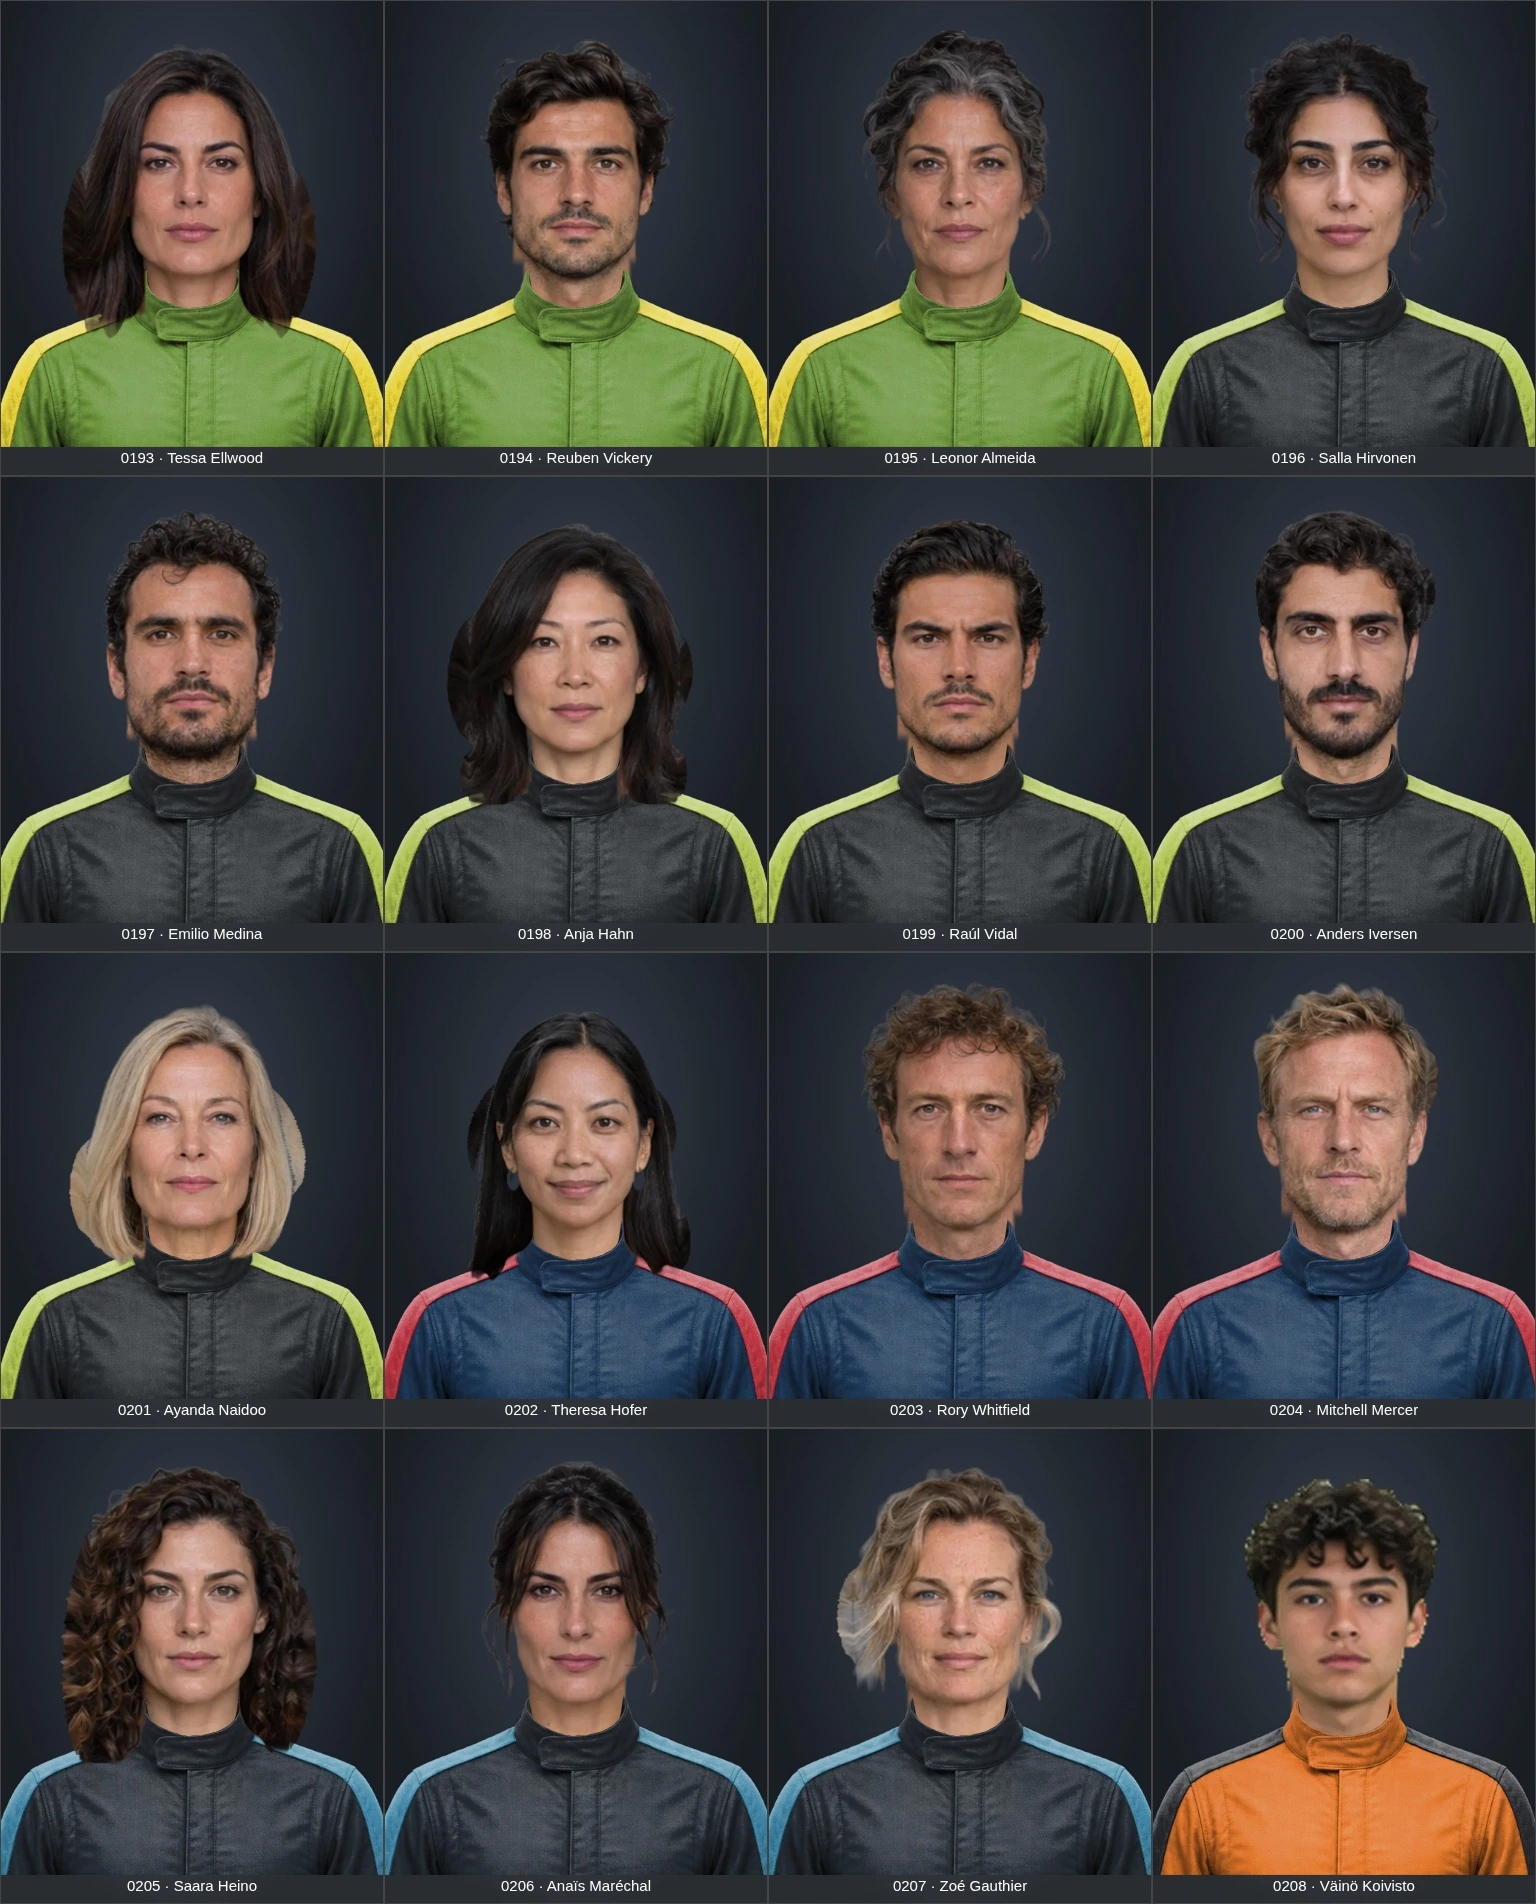 0193 · Tessa Ellwood
0194 · Reuben Vickery
0195 · Leonor Almeida
0196 · Salla Hirvonen
0197 · Emilio Medina
0198 · Anja Hahn
0199 · Raúl Vidal
0200 · Anders Iversen
0201 · Ayanda Naidoo
0202 · Theresa Hofer
0203 · Rory Whitfield
0204 · Mitchell Mercer
0205 · Saara Heino
0206 · Anaïs Maréchal
0207 · Zoé Gauthier
0208 · Väinö Koivisto